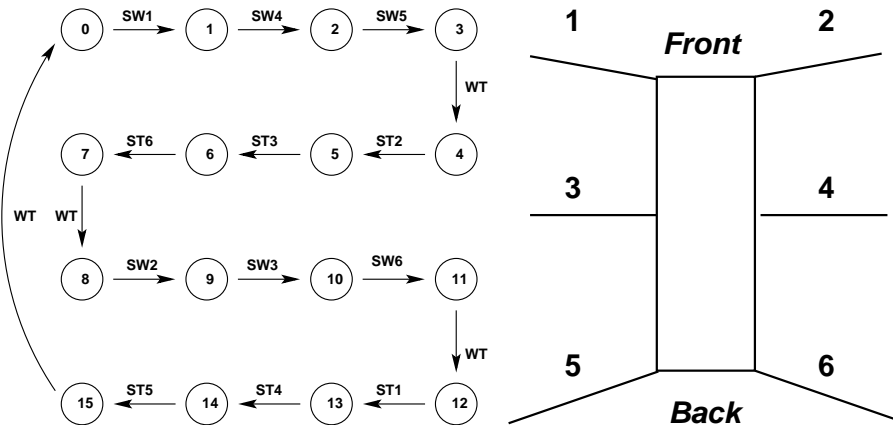 SW1 SW4 SW5
0 1 2 3
WT
ST6 ST3 ST2
7 6 5 4
WT WT
SW2 SW3 SW6
8 9 10 11
WT
ST5 ST4 ST1
15 14 13 12
1 2
Front
3 4
5 6
Back